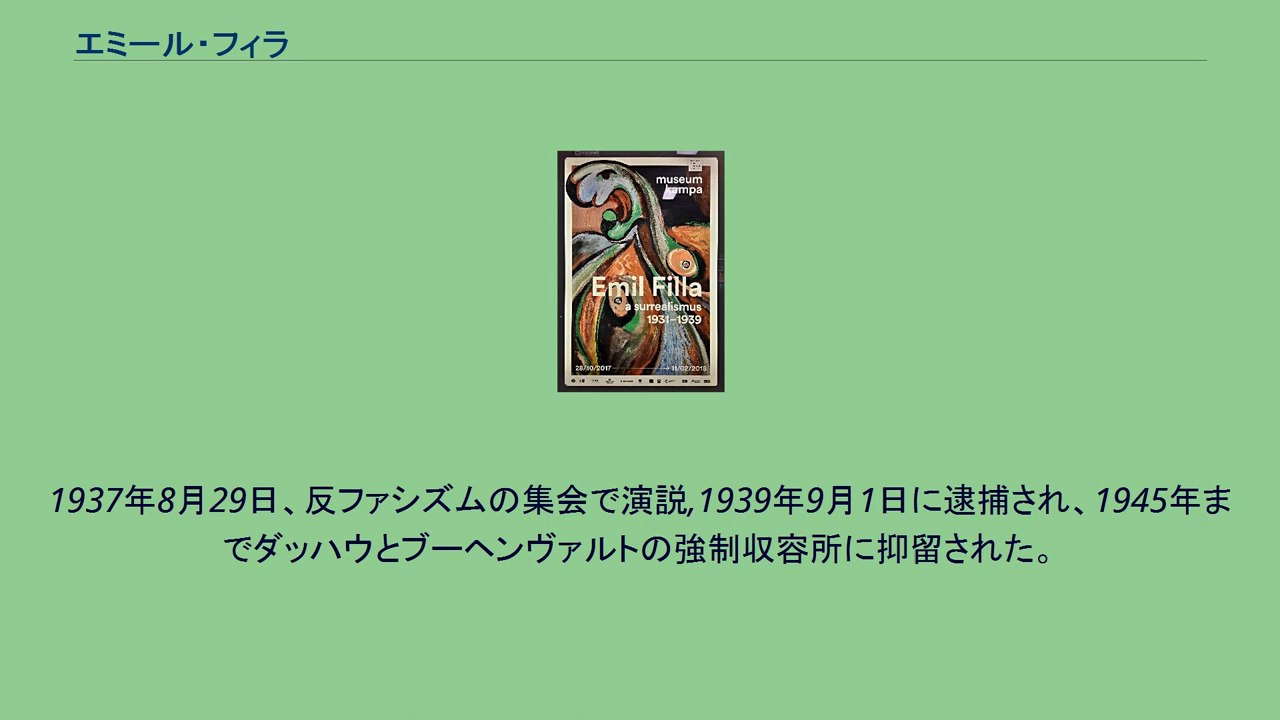 エミール・フィラ
museum
kampa
Emil Filla
a surrealismus
1931–1939
28/10/2017 → 11/02/2018
1937年8月29日、反ファシズムの集会で演説,1939年9月1日に逮捕され、1945年ま
でダッハウとブーヘンヴァルトの強制収容所に抑留された。